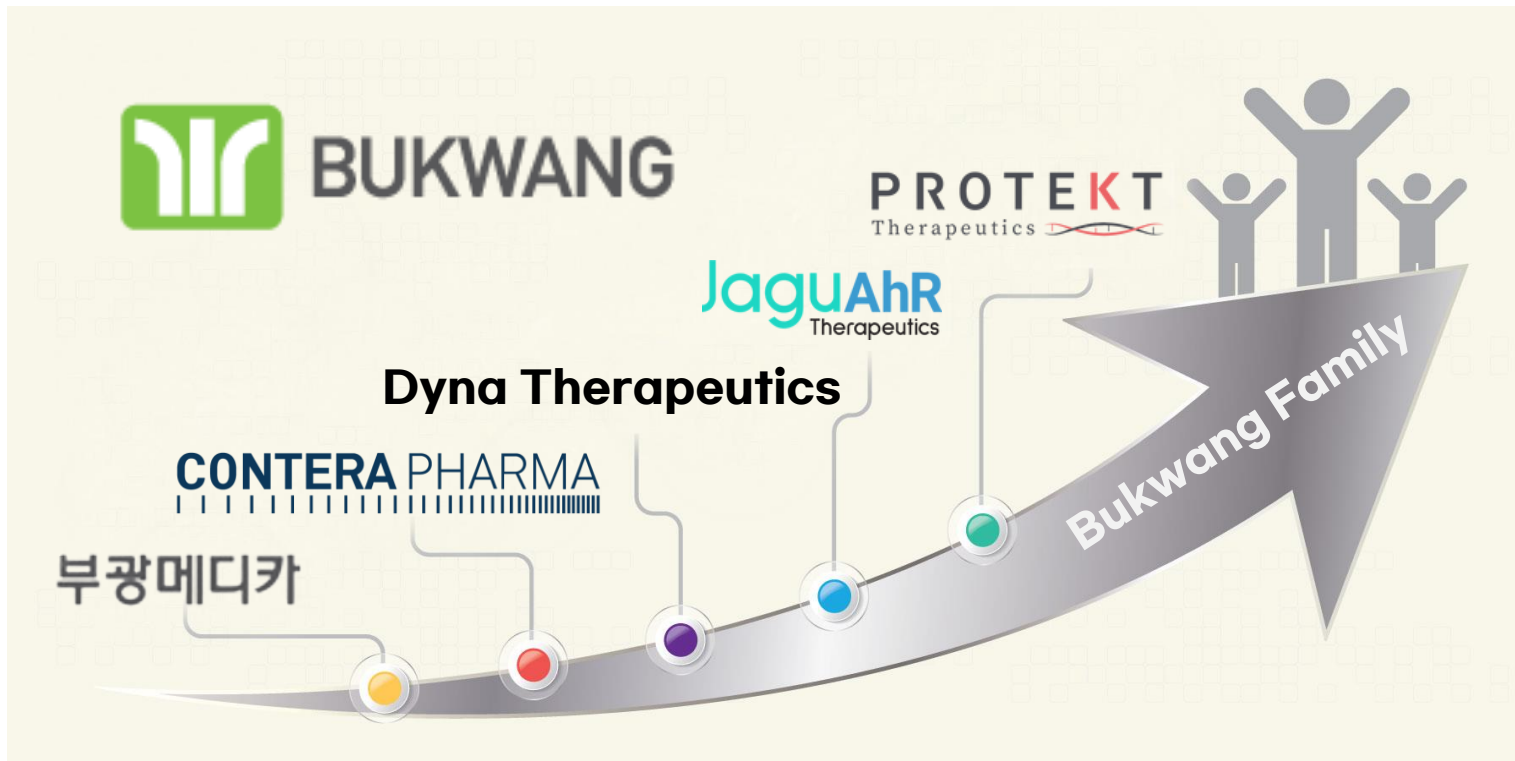 BUKWANG
PROTEKT
Therapeutics
JaguAhR
Therapeutics
Dyna Therapeutics
CONTERA PHARMA
부광메디카
Bukwang Family